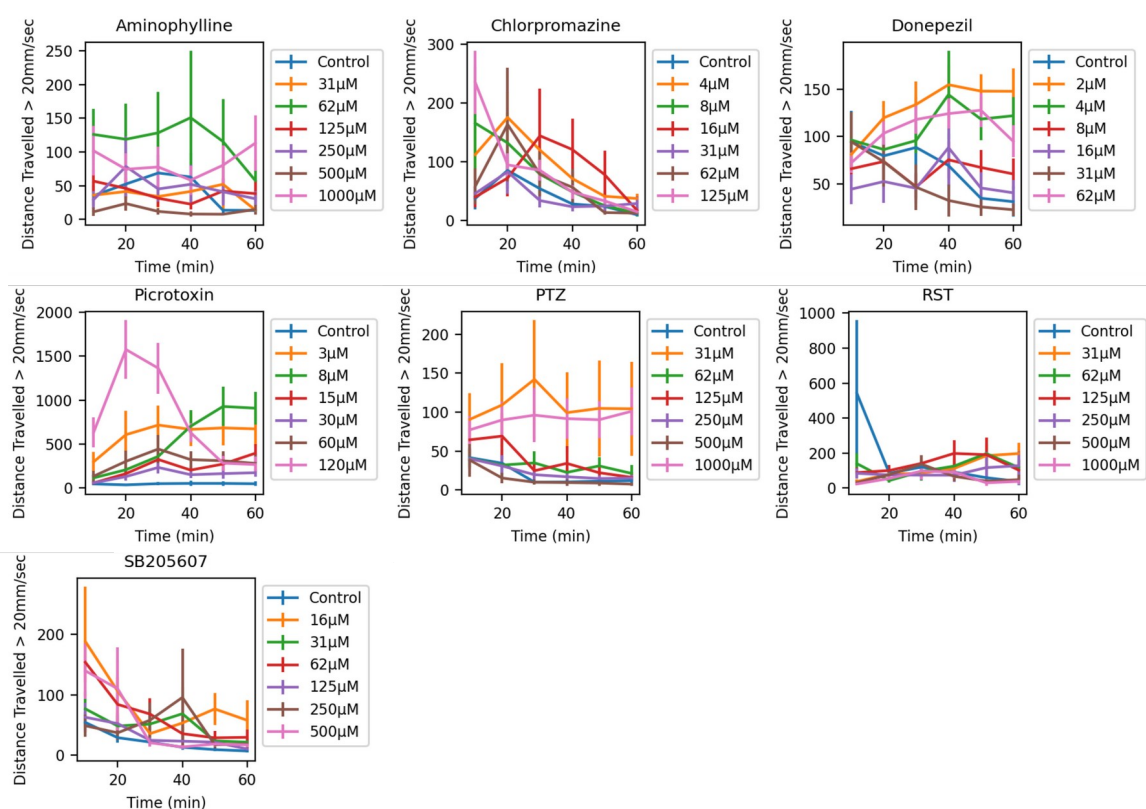 Aminophylline
Distance Travelled > 20mm/sec
250
200
150
100
50
0
20
40
60
Time (min)
Control
31μM
62μM
125μM
250μM
500μM
1000μM
Chlorpromazine
Distance Travelled > 20mm/sec
300
200
100
0
20
40
60
Time (min)
Control
4μM
8μM
16μM
31μM
62μM
125μM
Donepezil
Distance Travelled > 20mm/sec
150
100
50
20
40
60
Time (min)
Control
2μM
4μM
8μM
16μM
31μM
62μM
Picrotoxin
Distance Travelled > 20mm/sec
2000
1500
1000
500
0
20
40
60
Time (min)
Control
3μM
8μM
15μM
30μM
60μM
120μM
PTZ
Distance Travelled > 20mm/sec
200
150
100
50
0
20
40
60
Time (min)
Control
31μM
62μM
125μM
250μM
500μM
1000μM
RST
Distance Travelled > 20mm/sec
1000
800
600
400
200
0
20
40
60
Time (min)
Control
31μM
62μM
125μM
250μM
500μM
1000μM
SB205607
Distance Travelled > 20mm/sec
200
100
0
20
40
60
Time (min)
Control
16μM
31μM
62μM
125μM
250μM
500μM